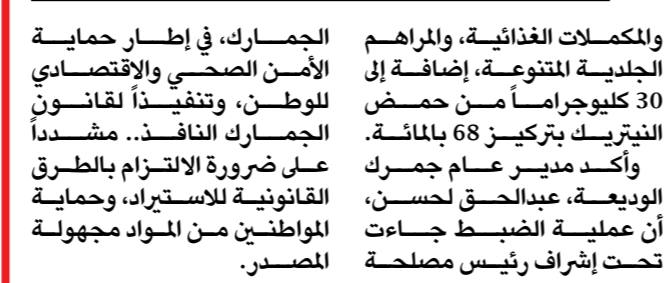 والمكملات الغذائية، والمراهم
الجلدية المتنوعة، إضافة إلى
30 كليوجراماً من حمض
النيتريك بتركيز 68 بالمائة.
وأكد مدير عام جمرك
الوديعة، عبدالحق لحسن،
أن عملية الضبط جاءت
تحت إشراف رئيس مصلحة
الجمارك، في إطار حماية
الأمن الصحي والاقتصادي
للوطن، وتنفيذاً لقانون
الجمارك النافذ.. مشدداً
على ضرورة الالتزام بالطرق
القانونية للاستيراد، وحماية
المواطنين من المواد مجهولة
المصدر.